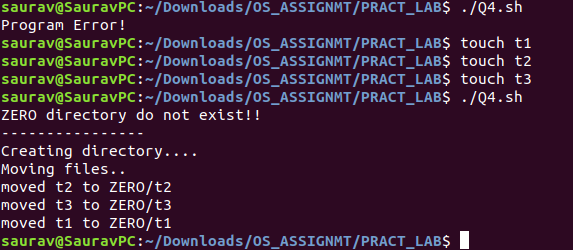 saurav@SauravPC:~/Downloads/OS_ASSIGNMT/PRACT_LAB$ ./Q4.sh
Program Error!
saurav@SauravPC:~/Downloads/OS_ASSIGNMT/PRACT_LAB$ touch t1
saurav@SauravPC:~/Downloads/OS_ASSIGNMT/PRACT_LAB$ touch t2
saurav@SauravPC:~/Downloads/OS_ASSIGNMT/PRACT_LAB$ touch t3
saurav@SauravPC:~/Downloads/OS_ASSIGNMT/PRACT_LAB$ ./Q4.sh
ZERO directory do not exist!!
----------------
Creating directory....
Moving files..
moved t2 to ZERO/t2
moved t3 to ZERO/t3
moved t1 to ZERO/t1
saurav@SauravPC:~/Downloads/OS_ASSIGNMT/PRACT_LAB$